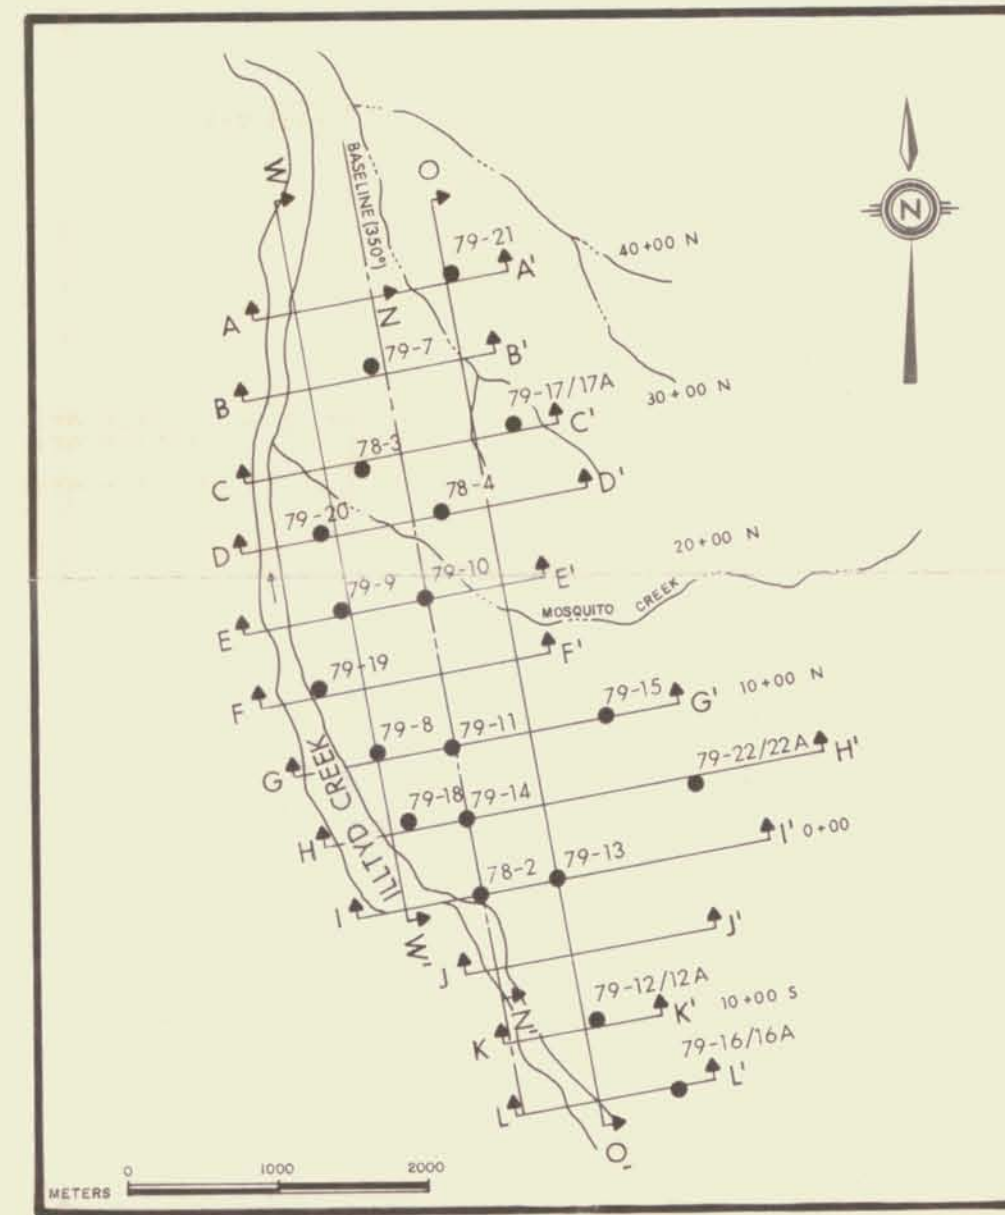 W
BASELINE (350°)
O
N
40+00 N
79-21
A
A'
N
79-7
B
B'
30+00 N
79-17/17A
78-3
C
C'
78-4
79-20
D
D'
20+00 N
79-9
79-10
E
E'
MOSQUITO CREEK
79-19
F
F'
79-15
10+00 N
79-8
79-11
G
G'
79-22/22A
79-18
79-14
H
H'
ILLTYD CREEK
78-2
79-13
I
I' 0+00
W'
J
J'
79-12/12A
N'
K
K' 10+00 S
79-16/16A
L
L'
O'
0 1000 2000
METERS